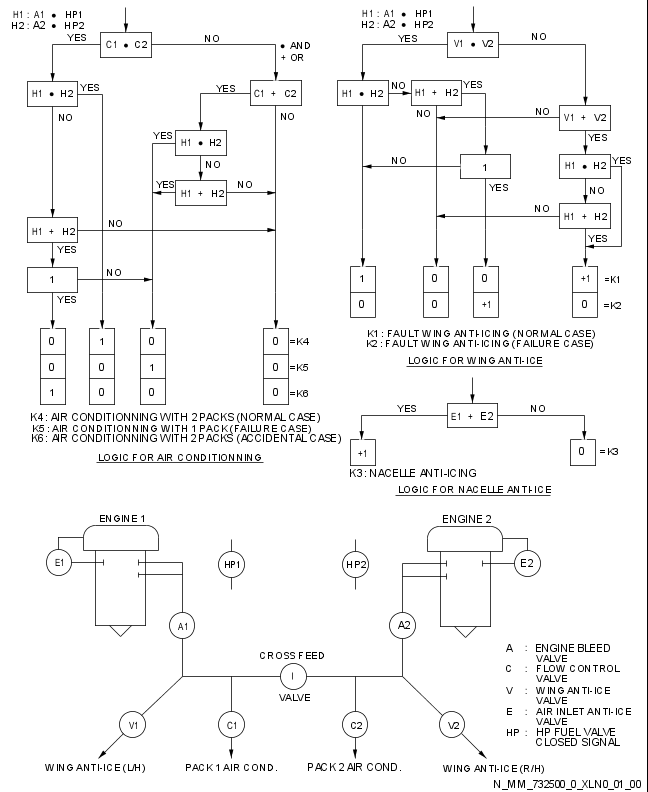 H1 : A1 ● HP1
H2 : A2 ● HP2
YES
C1 ● C2
NO
● AND
+ OR
H1 ● H2
YES
NO
YES
C1 + C2
NO
YES
H1 ● H2
NO
YES
H1 + H2
NO
H1 + H2
NO
YES
1
NO
YES
0 1 0 0 =K4
0 0 1 0 =K5
1 0 0 0 =K6
K4: AIR CONDITIONNING WITH 2 PACKS (NORMAL CASE)
K5: AIR CONDITIONNING WITH 1 PACK (FAILURE CASE)
K6: AIR CONDITIONNING WITH 2 PACKS (ACCIDENTAL CASE)
LOGIC FOR AIR CONDITIONNING
H1 : A1 ● HP1
H2 : A2 ● HP2
YES
V1 ● V2
NO
H1 ● H2
NO
H1 + H2
YES
NO
NO
V1 + V2
YES
NO
1
YES
H1 ● H2
YES
NO
NO
H1 + H2
YES
1 0 0 +1 =K1
0 0 +1 0 =K2
K1: FAULT WING ANTI-ICING (NORMAL CASE)
K2: FAULT WING ANTI-ICING (FAILURE CASE)
LOGIC FOR WING ANTI-ICE
YES
E1 + E2
NO
+1
0 =K3
K3: NACELLE ANTI-ICING
LOGIC FOR NACELLE ANTI-ICE
ENGINE 1
ENGINE 2
E1
HP1
HP2
E2
A1
A2
CROSS FEED
I
VALVE
V1
C1
C2
V2
WING ANTI-ICE (L/H)
PACK 1 AIR COND.
PACK 2 AIR COND.
WING ANTI-ICE (R/H)
A : ENGINE BLEED
VALVE
C : FLOW CONTROL
VALVE
V : WING ANTI-ICE
VALVE
E : AIR INLET ANTI-ICE
VALVE
HP : HP FUEL VALVE
CLOSED SIGNAL
N_MM_732500_0_XLN0_01_00